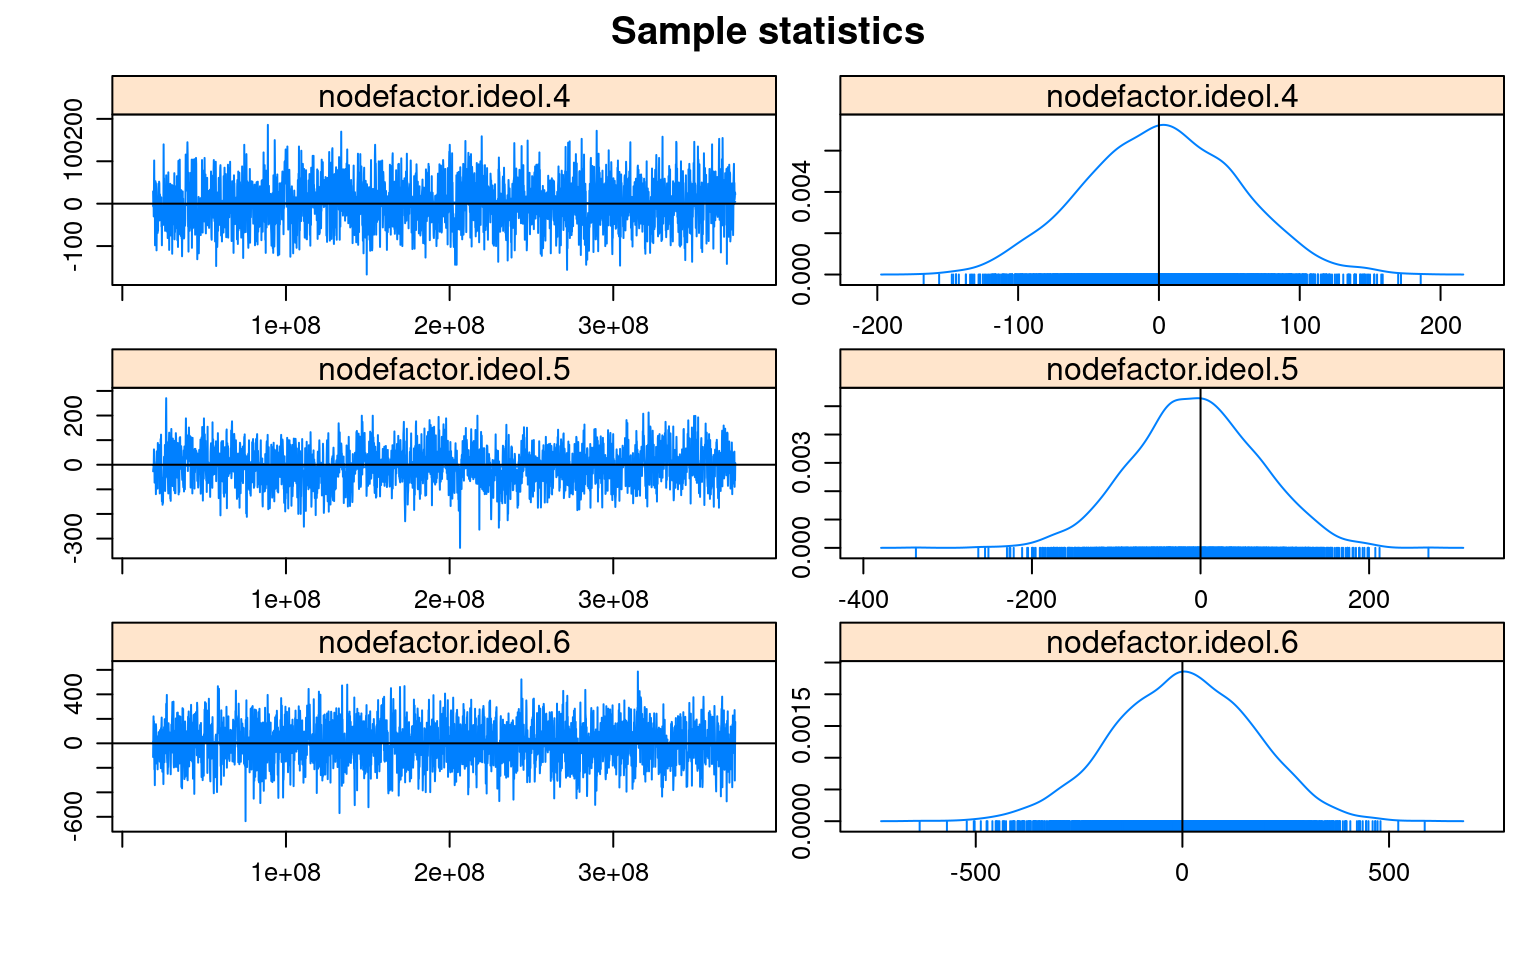 Sample statistics
nodefactor.ideol.4 nodefactor.ideol.4
-100 0 100 200
0.000 0.004
1e+08 2e+08 3e+08
-200 -100 0 100 200
nodefactor.ideol.5 nodefactor.ideol.5
-300 0 200
0.000 0.003
1e+08 2e+08 3e+08
-400 -200 0 200
nodefactor.ideol.6 nodefactor.ideol.6
-600 0 400
0.0000 0.0015
1e+08 2e+08 3e+08
-500 0 500